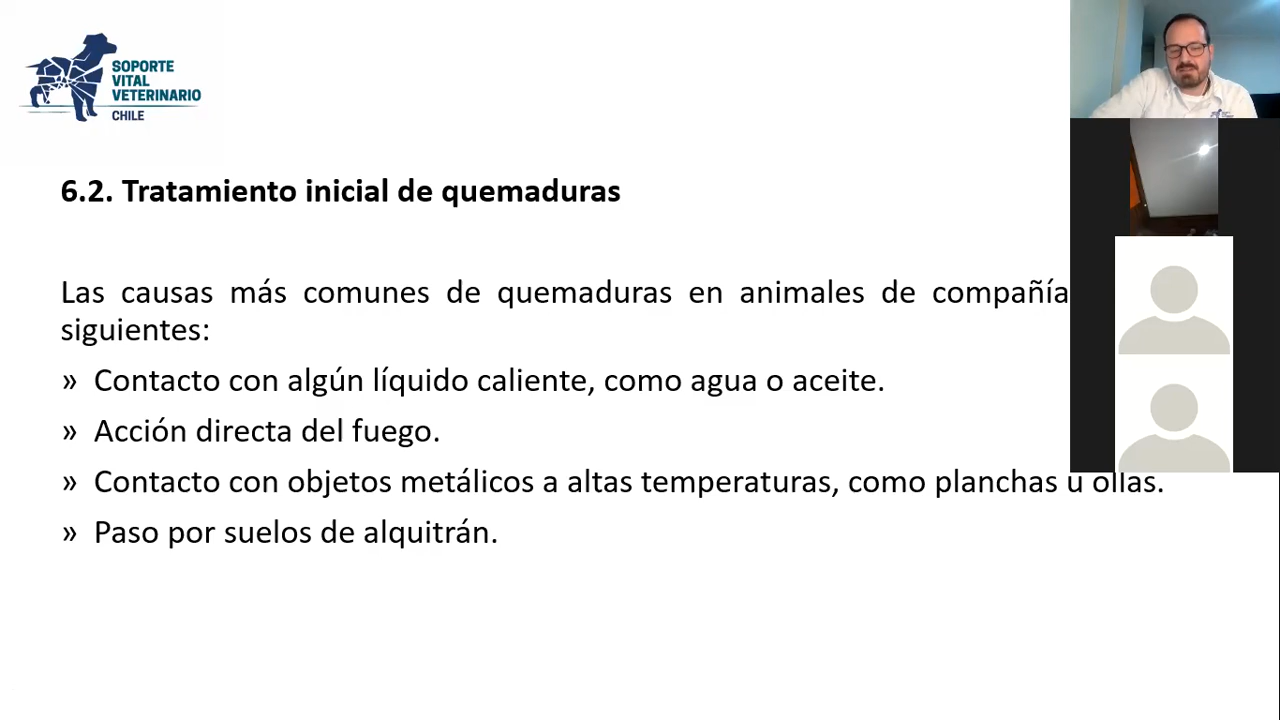 SOPORTE
VITAL
VETERINARIO
CHILE
6.2. Tratamiento inicial de quemaduras
Las causas más comunes de quemaduras en animales de compañía
siguientes:
» Contacto con algún líquido caliente, como agua o aceite.
» Acción directa del fuego.
» Contacto con objetos metálicos a altas temperaturas, como planchas u ollas.
» Paso por suelos de alquitrán.